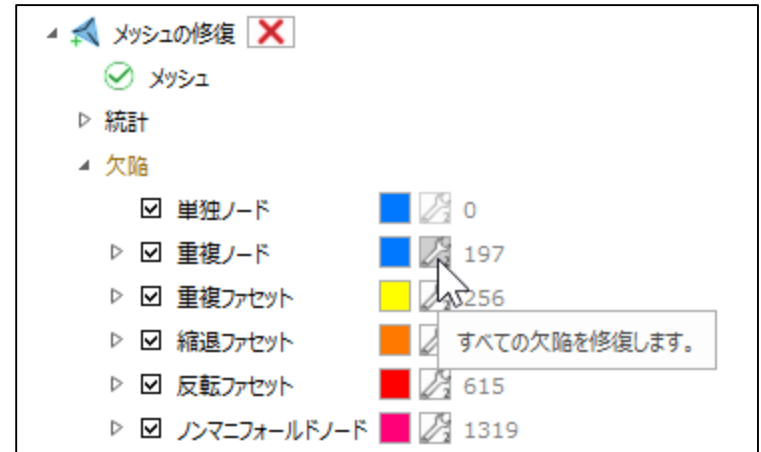 メッシュの修復
メッシュ
統計
欠陥
単独ノード 0
重複ノード 197
重複ファセット 256
縮退ファセット すべての欠陥を修復します。
反転ファセット 615
ノンマニフォールドノード 1319